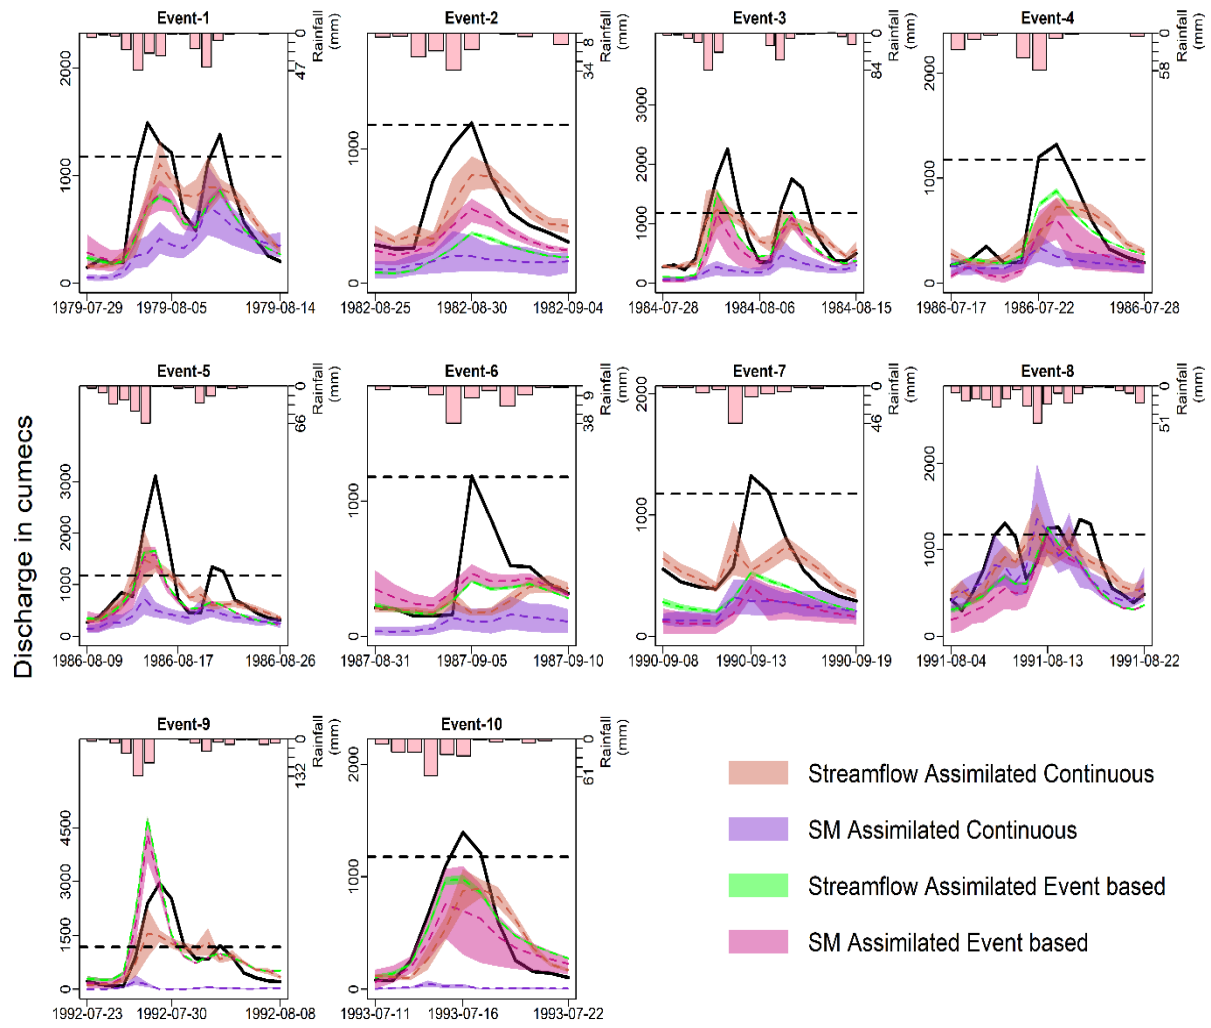 Event-1
Event-2
Event-3
Event-4
0
47
Rainfall
(mm)
0
8
34
Rainfall
(mm)
0
84
Rainfall
(mm)
0
58
Rainfall
(mm)
0
1000
2000
0
1000
0
1000
2000
3000
0
1000
2000
1979-07-29
1979-08-05
1979-08-14
1982-08-25
1982-08-30
1982-09-04
1984-07-28
1984-08-06
1984-08-15
1986-07-17
1986-07-22
1986-07-28
Discharge in cumecs
Event-5
Event-6
Event-7
Event-8
0
66
Rainfall
(mm)
0
9
38
Rainfall
(mm)
0
46
Rainfall
(mm)
0
51
Rainfall
(mm)
0
1000
2000
3000
0
1000
0
1000
2000
0
1000
2000
1986-08-09
1986-08-17
1986-08-26
1987-08-31
1987-09-05
1987-09-10
1990-09-08
1990-09-13
1990-09-19
1991-08-04
1991-08-13
1991-08-22
Event-9
Event-10
0
132
Rainfall
(mm)
0
61
Rainfall
(mm)
0
1500
3000
4500
0
1000
2000
1992-07-23
1992-07-30
1992-08-08
1993-07-11
1993-07-16
1993-07-22
Streamflow Assimilated Continuous
SM Assimilated Continuous
Streamflow Assimilated Event based
SM Assimilated Event based